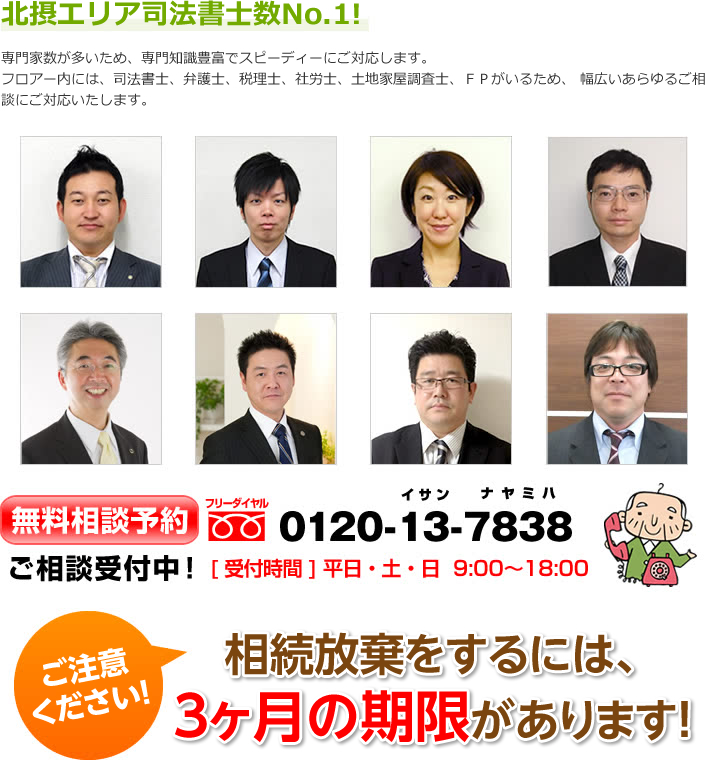 北摂エリア司法書士数No.1!
専門家数が多いため、専門知識豊富でスピーディーにご対応します。
フロアー内には、司法書士、弁護士、税理士、社労士、土地家屋調査士、ＦＰがいるため、 幅広いあらゆるご相
談にご対応いたします。
無料相談予約
フリーダイヤル
イサン ナヤミハ
0120-13-7838
ご相談受付中!
[ 受付時間 ] 平日・土・日 9:00～18:00
ご注意
ください!
相続放棄をするには、
3ヶ月の期限があります!